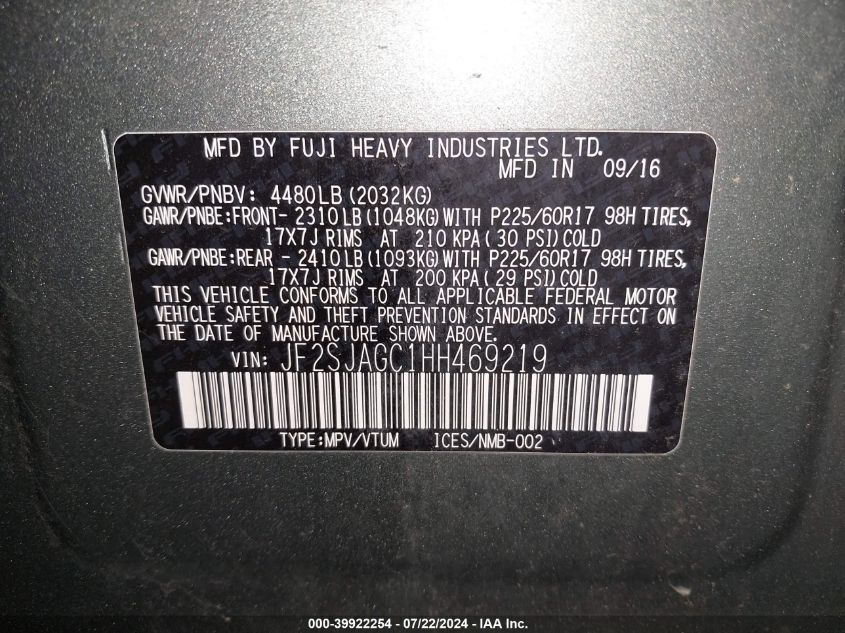 MFD BY FUJI HEAVY INDUSTRIES LTD.
MFD IN 09/16
GVWR/PNBV: 4480LB (2032KG)
GAWR/PNBE:FRONT- 2310 LB (1048KG) WITH P225/60R17 98H TIRES,
17X7J RIMS AT 210 KPA ( 30 PSI) COLD
GAWR/PNBE:REAR - 2410 LB (1093KG) WITH P225/60R17 98H TIRES,
17X7J RIMS AT 200 KPA ( 29 PSI) COLD
THIS VEHICLE CONFORMS TO ALL APPLICABLE FEDERAL MOTOR
VEHICLE SAFETY AND THEFT PREVENTION STANDARDS IN EFFECT ON
THE DATE OF MANUFACTURE SHOWN ABOVE.
VIN: JF2SJAGC1HH469219
TYPE:MPV/VTUM ICES/NMB-002
000-39922254 - 07/22/2024 - IAA Inc.